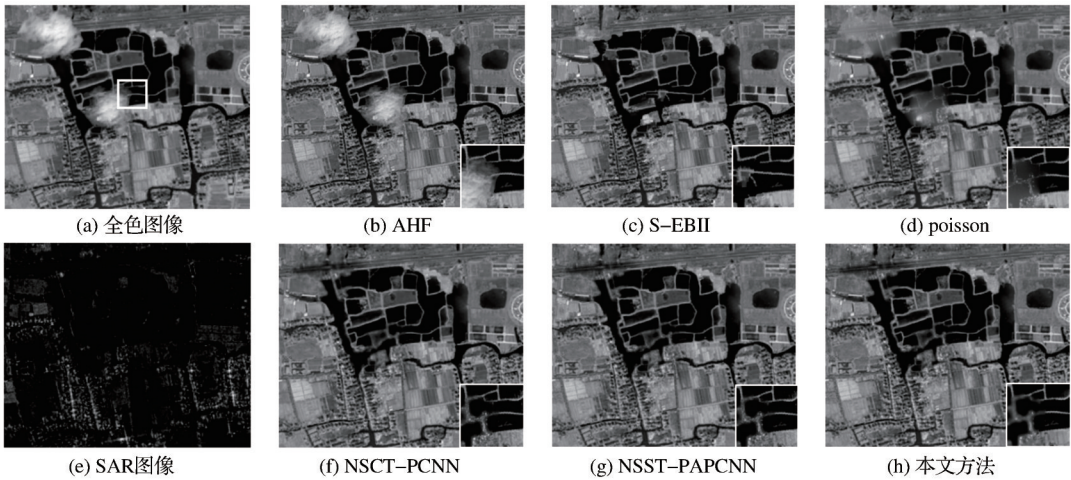 (a) 全色图像
(b) AHF
(c) S-EBII
(d) poisson
(e) SAR图像
(f) NSCT-PCNN
(g) NSST-PAPCNN
(h) 本文方法